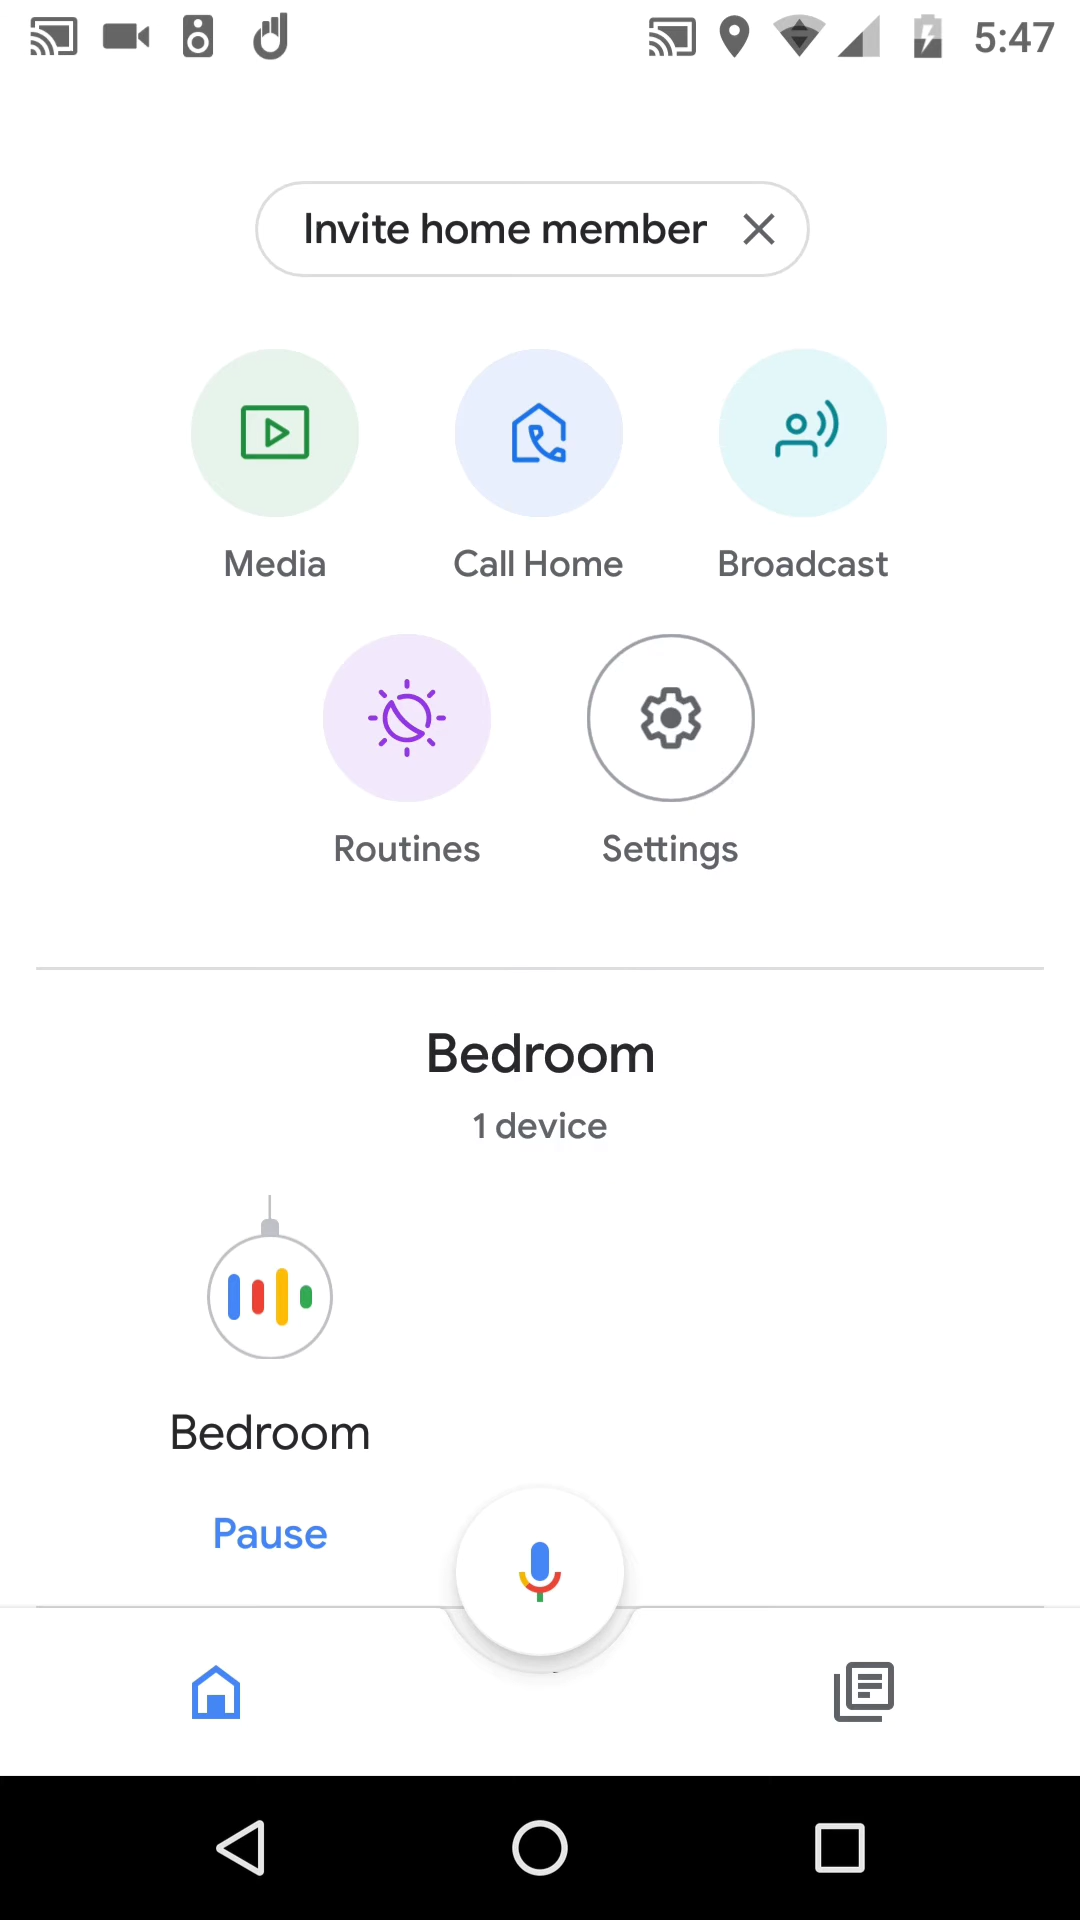 5:47
Invite home member
Media
Call Home
Broadcast
Routines
Settings
Bedroom
1 device
Bedroom
Pause